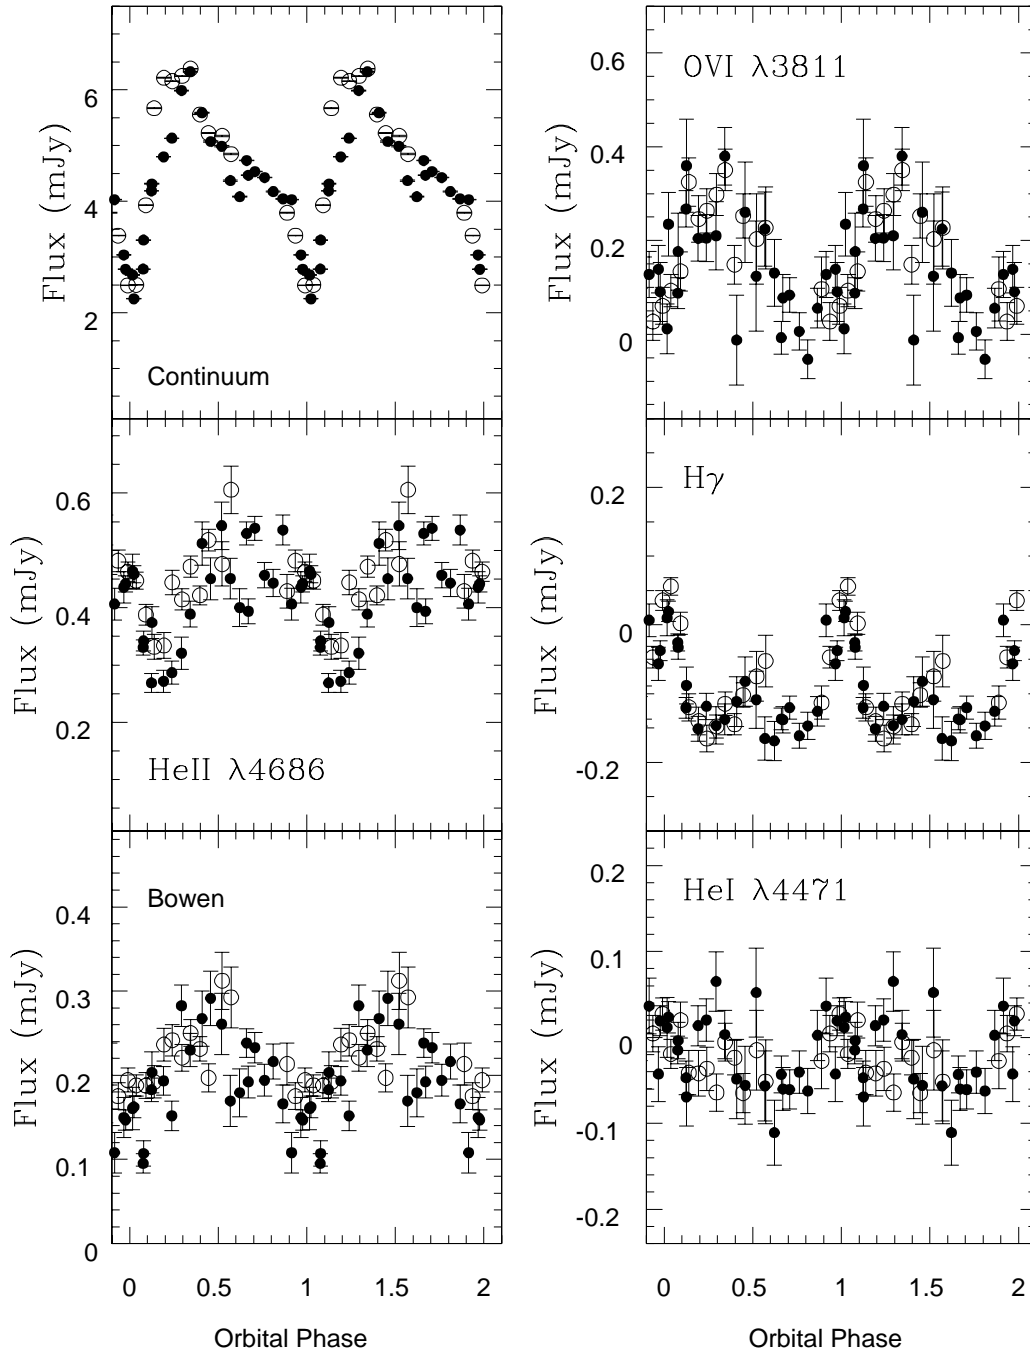 6
4
2
Flux (mJy)
Continuum
0.6
0.4
0.2
0
Flux (mJy)
OVI λ3811
0.6
0.4
0.2
Flux (mJy)
HeII λ4686
0.2
0
-0.2
Flux (mJy)
Hγ
0.4
0.3
0.2
0.1
0
Flux (mJy)
Bowen
0.2
0.1
0
-0.1
-0.2
Flux (mJy)
HeI λ4471
0 0.5 1 1.5 2
Orbital Phase
0 0.5 1 1.5 2
Orbital Phase